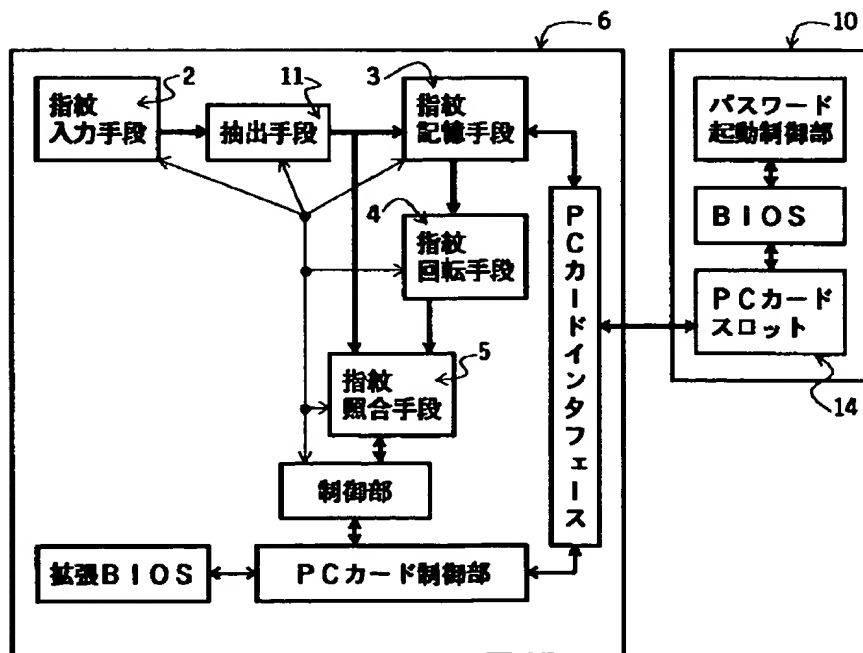 6
10
2
指紋
入力手段
11
抽出手段
3
指紋
記憶手段
パスワード
起動制御部
4
指紋
回転手段
BIOS
PCカード
スロット
14
5
指紋
照合手段
PCカードインタフェース
制御部
拡張BIOS
PCカード制御部